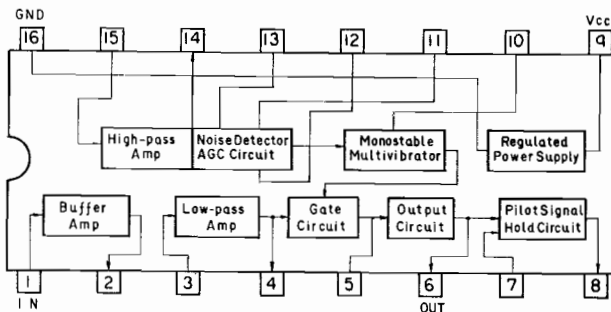 GND
Vcc
16 15 14 13 12 11 10 9
High-pass
Amp
Noise Detector
AGC Circuit
Monostable
Multivibrator
Regulated
Power Supply
Buffer
Amp
Low-pass
Amp
Gate
Circuit
Output
Circuit
Pilot Signal
Hold Circuit
1 2 3 4 5 6 7 8
IN
OUT